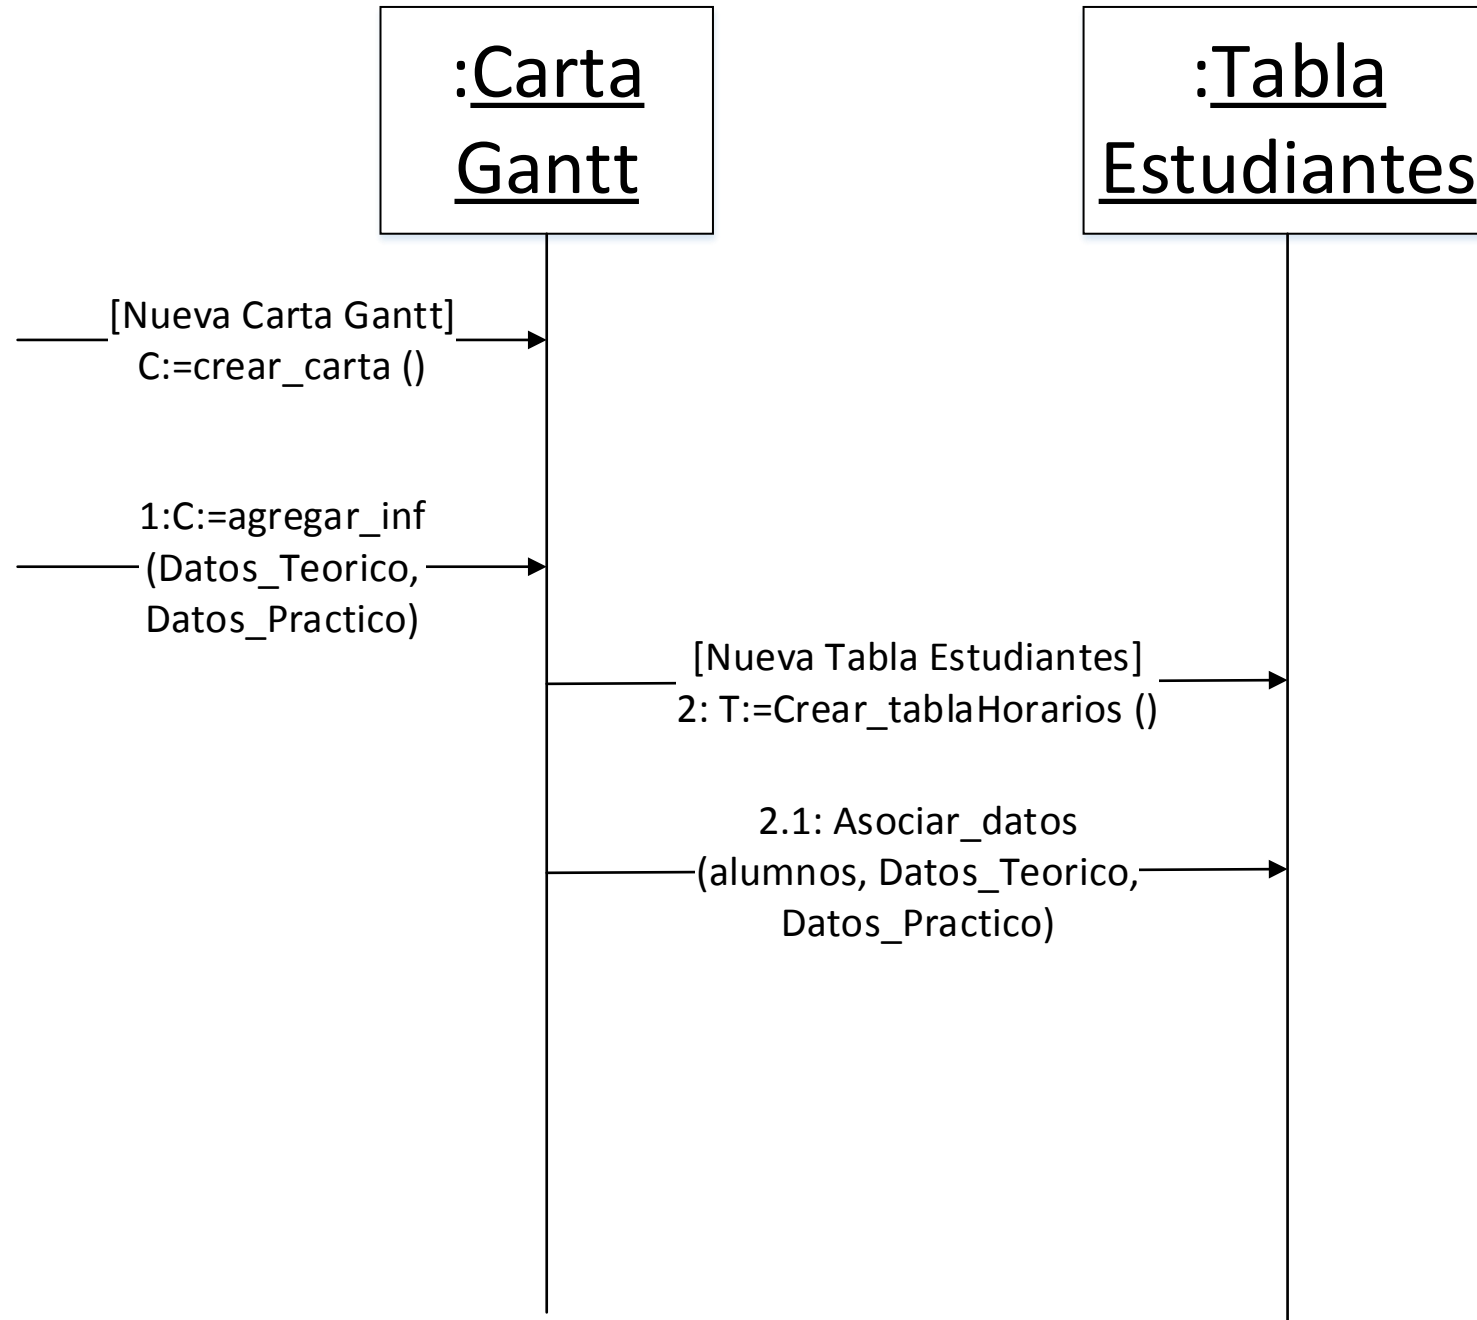 :Carta
Gantt
:Tabla
Estudiantes
[Nueva Carta Gantt]
C:=crear_carta ()
1:C:=agregar_inf
(Datos_Teorico,
Datos_Practico)
[Nueva Tabla Estudiantes]
2: T:=Crear_tablaHorarios ()
2.1: Asociar_datos
(alumnos, Datos_Teorico,
Datos_Practico)